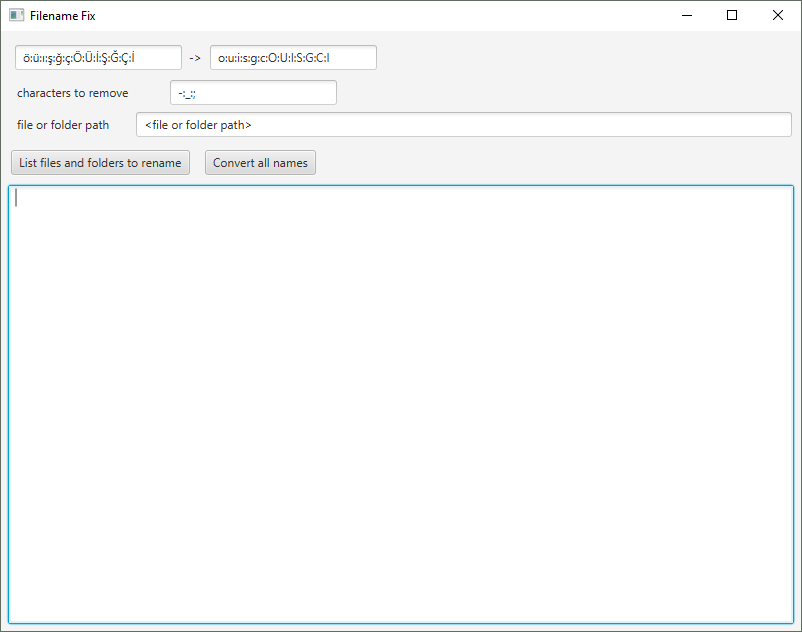 Filename Fix
ö:ü:ı:ş:ğ:ç:Ö:Ü:İ:Ş:Ğ:Ç:İ -> o:u:i:s:g:c:O:U:I:S:G:C:I
characters to remove -:_:;
file or folder path <file or folder path>
List files and folders to rename Convert all names